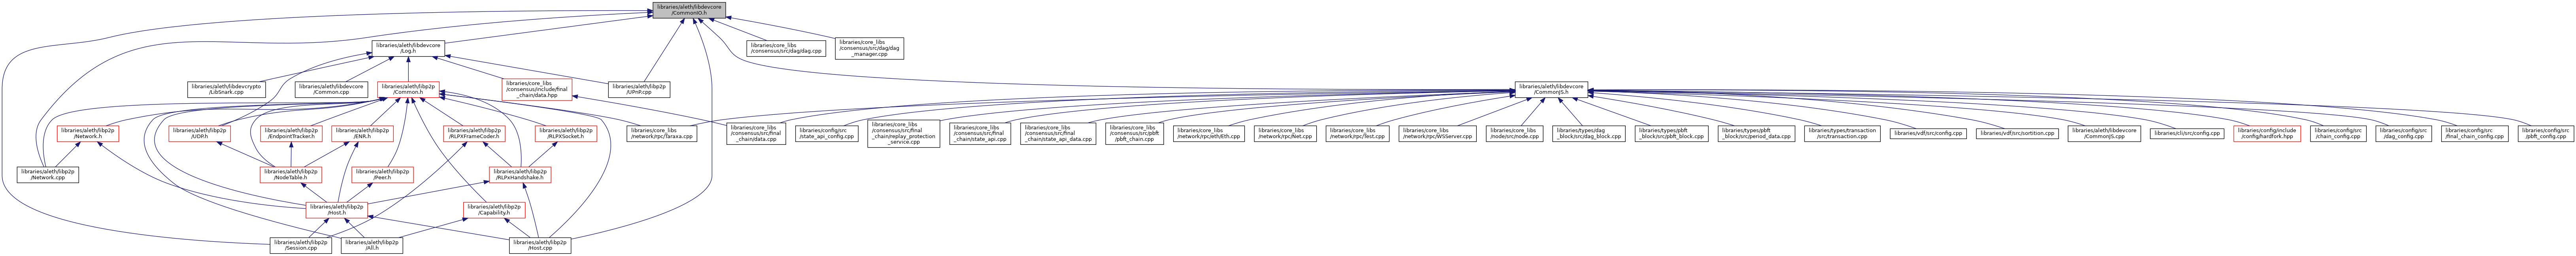 libraries/aleth/libdevcore
/CommonIO.h
libraries/aleth/libdevcore
/Log.h
libraries/core_libs
/consensus/src/dag/dag.cpp
libraries/core_libs
/consensus/src/dag/dag
_manager.cpp
libraries/aleth/libdevcrypto
/LibSnark.cpp
libraries/aleth/libdevcore
/Common.cpp
libraries/aleth/libp2p
/Common.h
libraries/core_libs
/consensus/include/final
_chain/data.hpp
libraries/aleth/libp2p
/UPnP.cpp
libraries/aleth/libdevcore
/CommonJS.h
libraries/aleth/libp2p
/Network.h
libraries/aleth/libp2p
/UDP.h
libraries/aleth/libp2p
/EndpointTracker.h
libraries/aleth/libp2p
/ENR.h
libraries/aleth/libp2p
/RLPXFrameCoder.h
libraries/aleth/libp2p
/RLPXSocket.h
libraries/core_libs
/network/rpc/Taraxa.cpp
libraries/core_libs
/consensus/src/final
_chain/data.cpp
libraries/config/src
/state_api_config.cpp
libraries/core_libs
/consensus/src/final
_chain/replay_protection
_service.cpp
libraries/core_libs
/consensus/src/final
_chain/state_api.cpp
libraries/core_libs
/consensus/src/final
_chain/state_api_data.cpp
libraries/core_libs
/consensus/src/pbft
/pbft_chain.cpp
libraries/core_libs
/network/rpc/eth/Eth.cpp
libraries/core_libs
/network/rpc/Net.cpp
libraries/core_libs
/network/rpc/Test.cpp
libraries/core_libs
/network/rpc/WSServer.cpp
libraries/core_libs
/node/src/node.cpp
libraries/types/dag
_block/src/dag_block.cpp
libraries/types/pbft
_block/src/pbft_block.cpp
libraries/types/pbft
_block/src/period_data.cpp
libraries/types/transaction
/src/transaction.cpp
libraries/vdf/src/config.cpp
libraries/vdf/src/sortition.cpp
libraries/aleth/libdevcore
/CommonJS.cpp
libraries/cli/src/config.cpp
libraries/config/include
/config/hardfork.hpp
libraries/config/src
/chain_config.cpp
libraries/config/src
/dag_config.cpp
libraries/config/src
/final_chain_config.cpp
libraries/config/src
/pbft_config.cpp
libraries/aleth/libp2p
/Network.cpp
libraries/aleth/libp2p
/NodeTable.h
libraries/aleth/libp2p
/Peer.h
libraries/aleth/libp2p
/RLPxHandshake.h
libraries/aleth/libp2p
/Host.h
libraries/aleth/libp2p
/Capability.h
libraries/aleth/libp2p
/Session.cpp
libraries/aleth/libp2p
/All.h
libraries/aleth/libp2p
/Host.cpp